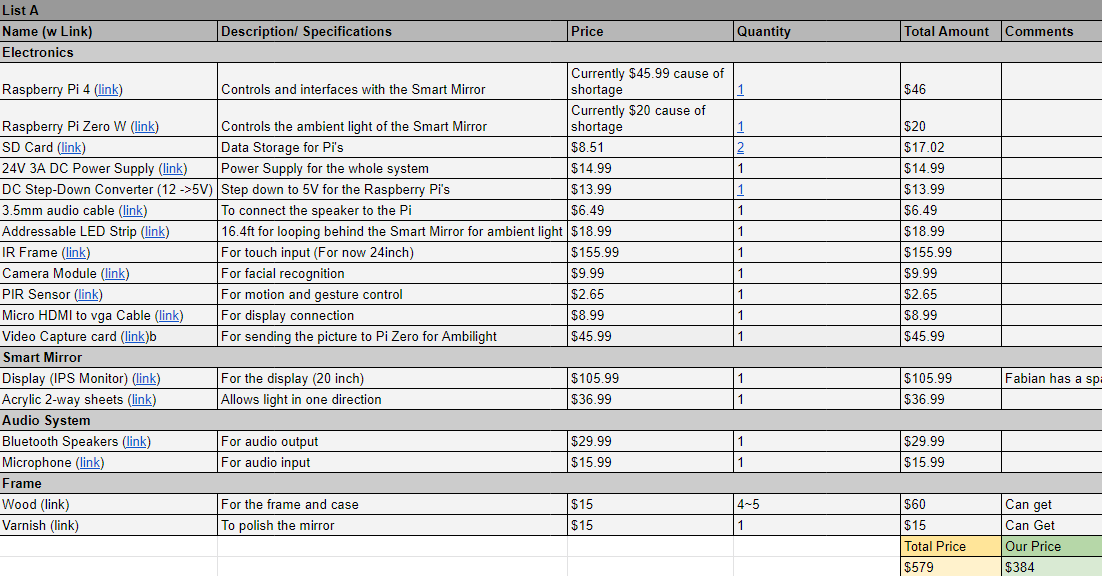 List A
Name (w Link) Description/ Specifications Price Quantity Total Amount Comments
Electronics
Raspberry Pi 4 (link) Controls and interfaces with the Smart Mirror Currently $45.99 cause of shortage 1 $46
Raspberry Pi Zero W (link) Controls the ambient light of the Smart Mirror Currently $20 cause of shortage 1 $20
SD Card (link) Data Storage for Pi's $8.51 2 $17.02
24V 3A DC Power Supply (link) Power Supply for the whole system $14.99 1 $14.99
DC Step-Down Converter (12 ->5V) Step down to 5V for the Raspberry Pi's $13.99 1 $13.99
3.5mm audio cable (link) To connect the speaker to the Pi $6.49 1 $6.49
Addressable LED Strip (link) 16.4ft for looping behind the Smart Mirror for ambient light $18.99 1 $18.99
IR Frame (link) For touch input (For now 24inch) $155.99 1 $155.99
Camera Module (link) For facial recognition $9.99 1 $9.99
PIR Sensor (link) For motion and gesture control $2.65 1 $2.65
Micro HDMI to vga Cable (link) For display connection $8.99 1 $8.99
Video Capture card (link)b For sending the picture to Pi Zero for Ambilight $45.99 1 $45.99
Smart Mirror
Display (IPS Monitor) (link) For the display (20 inch) $105.99 1 $105.99 Fabian has a spa
Acrylic 2-way sheets (link) Allows light in one direction $36.99 1 $36.99
Audio System
Bluetooth Speakers (link) For audio output $29.99 1 $29.99
Microphone (link) For audio input $15.99 1 $15.99
Frame
Wood (link) For the frame and case $15 4~5 $60 Can get
Varnish (link) To polish the mirror $15 1 $15 Can Get
Total Price Our Price
$579 $384